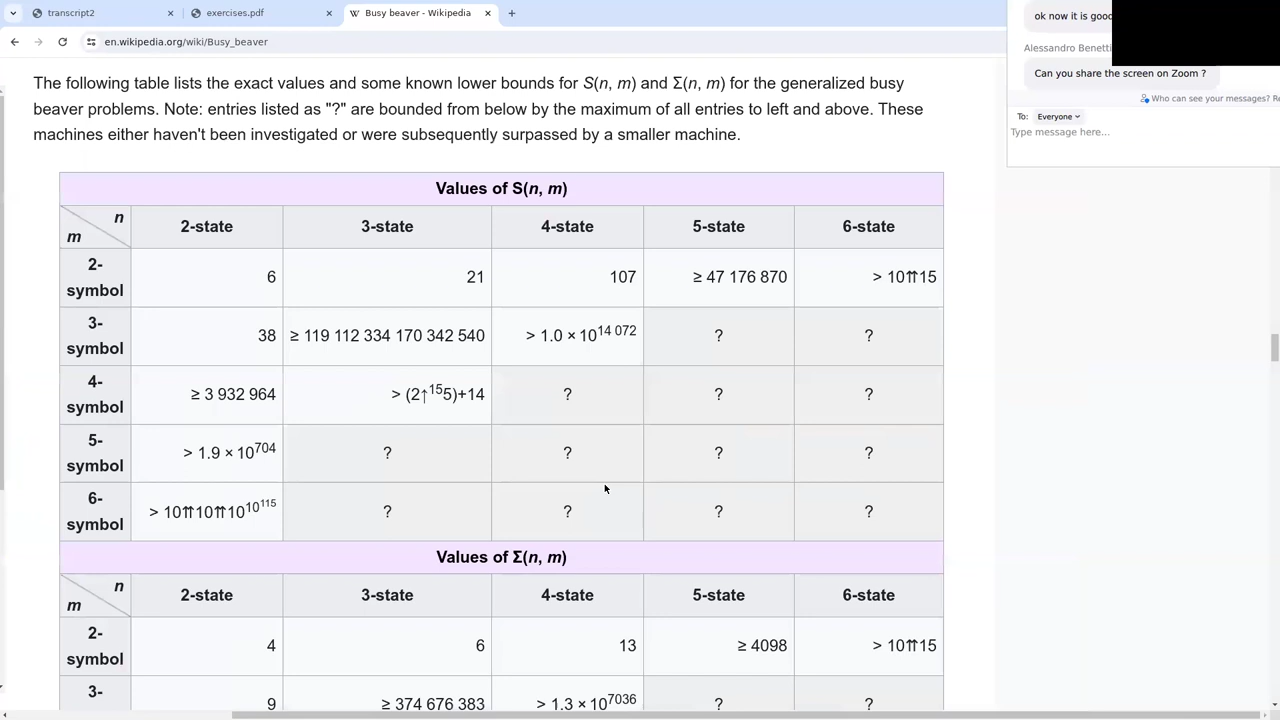 transcript2
exercises.pdf
Busy beaver - Wikipedia
en.wikipedia.org/wiki/Busy_beaver
ok now it is good
Alessandro Benetti
Can you share the screen on Zoom ?
Who can see your messages? Re
To: Everyone
Type message here...
The following table lists the exact values and some known lower bounds for S(n, m) and Σ(n, m) for the generalized busy
beaver problems. Note: entries listed as "?" are bounded from below by the maximum of all entries to left and above. These
machines either haven't been investigated or were subsequently surpassed by a smaller machine.
Values of S(n, m)
n
m
2-state 3-state 4-state 5-state 6-state
2-
symbol
6 21 107 ≥ 47 176 870 > 10⇈15
3-
symbol
38 ≥ 119 112 334 170 342 540 > 1.0 × 10^14 072 ? ?
4-
symbol
≥ 3 932 964 > (2↑^15 5)+14 ? ? ?
5-
symbol
> 1.9 × 10^704 ? ? ? ?
6-
symbol
> 10⇈10⇈10^10^115 ? ? ? ?
Values of Σ(n, m)
n
m
2-state 3-state 4-state 5-state 6-state
2-
symbol
4 6 13 ≥ 4098 > 10⇈15
3-
9 ≥ 374 676 383 > 1.3 × 10^7036 ? ?